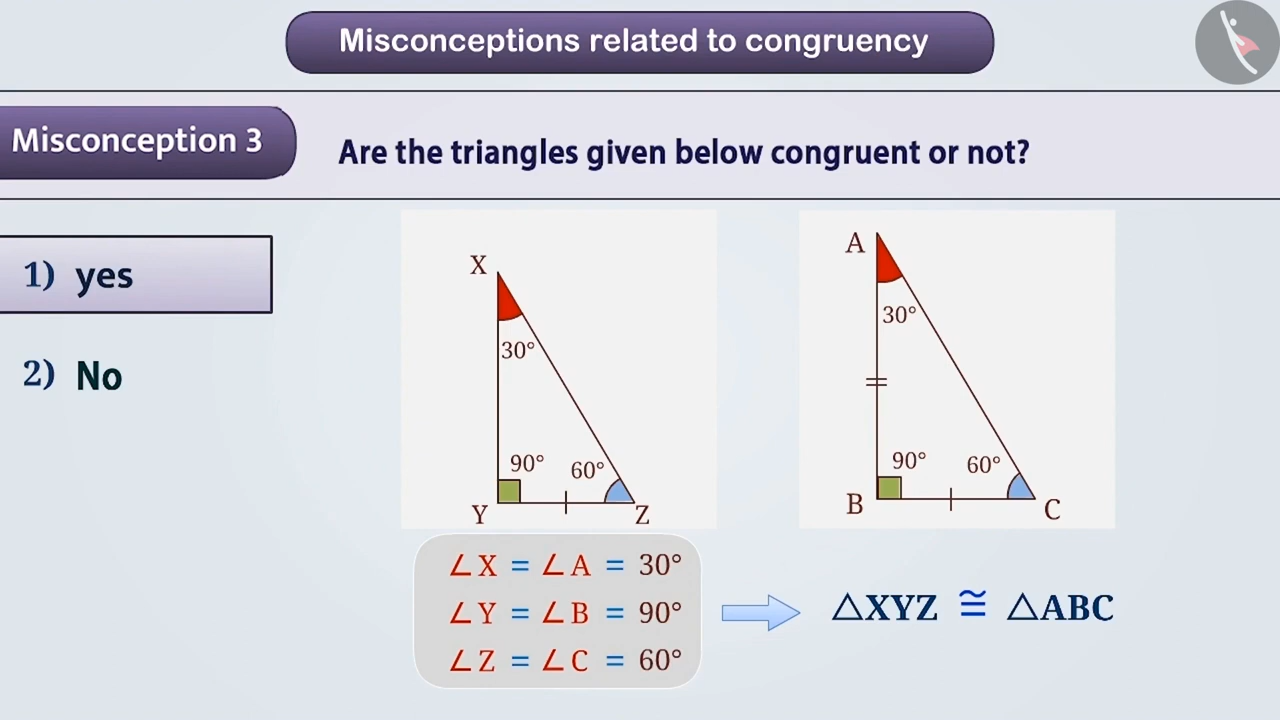 Misconceptions related to congruency
Misconception 3
Are the triangles given below congruent or not?
1) yes
2) No
X
30°
90°
60°
Y
Z
A
30°
90°
60°
B
C
∠X = ∠A = 30°
∠Y = ∠B = 90°
∠Z = ∠C = 60°
△XYZ ≅ △ABC